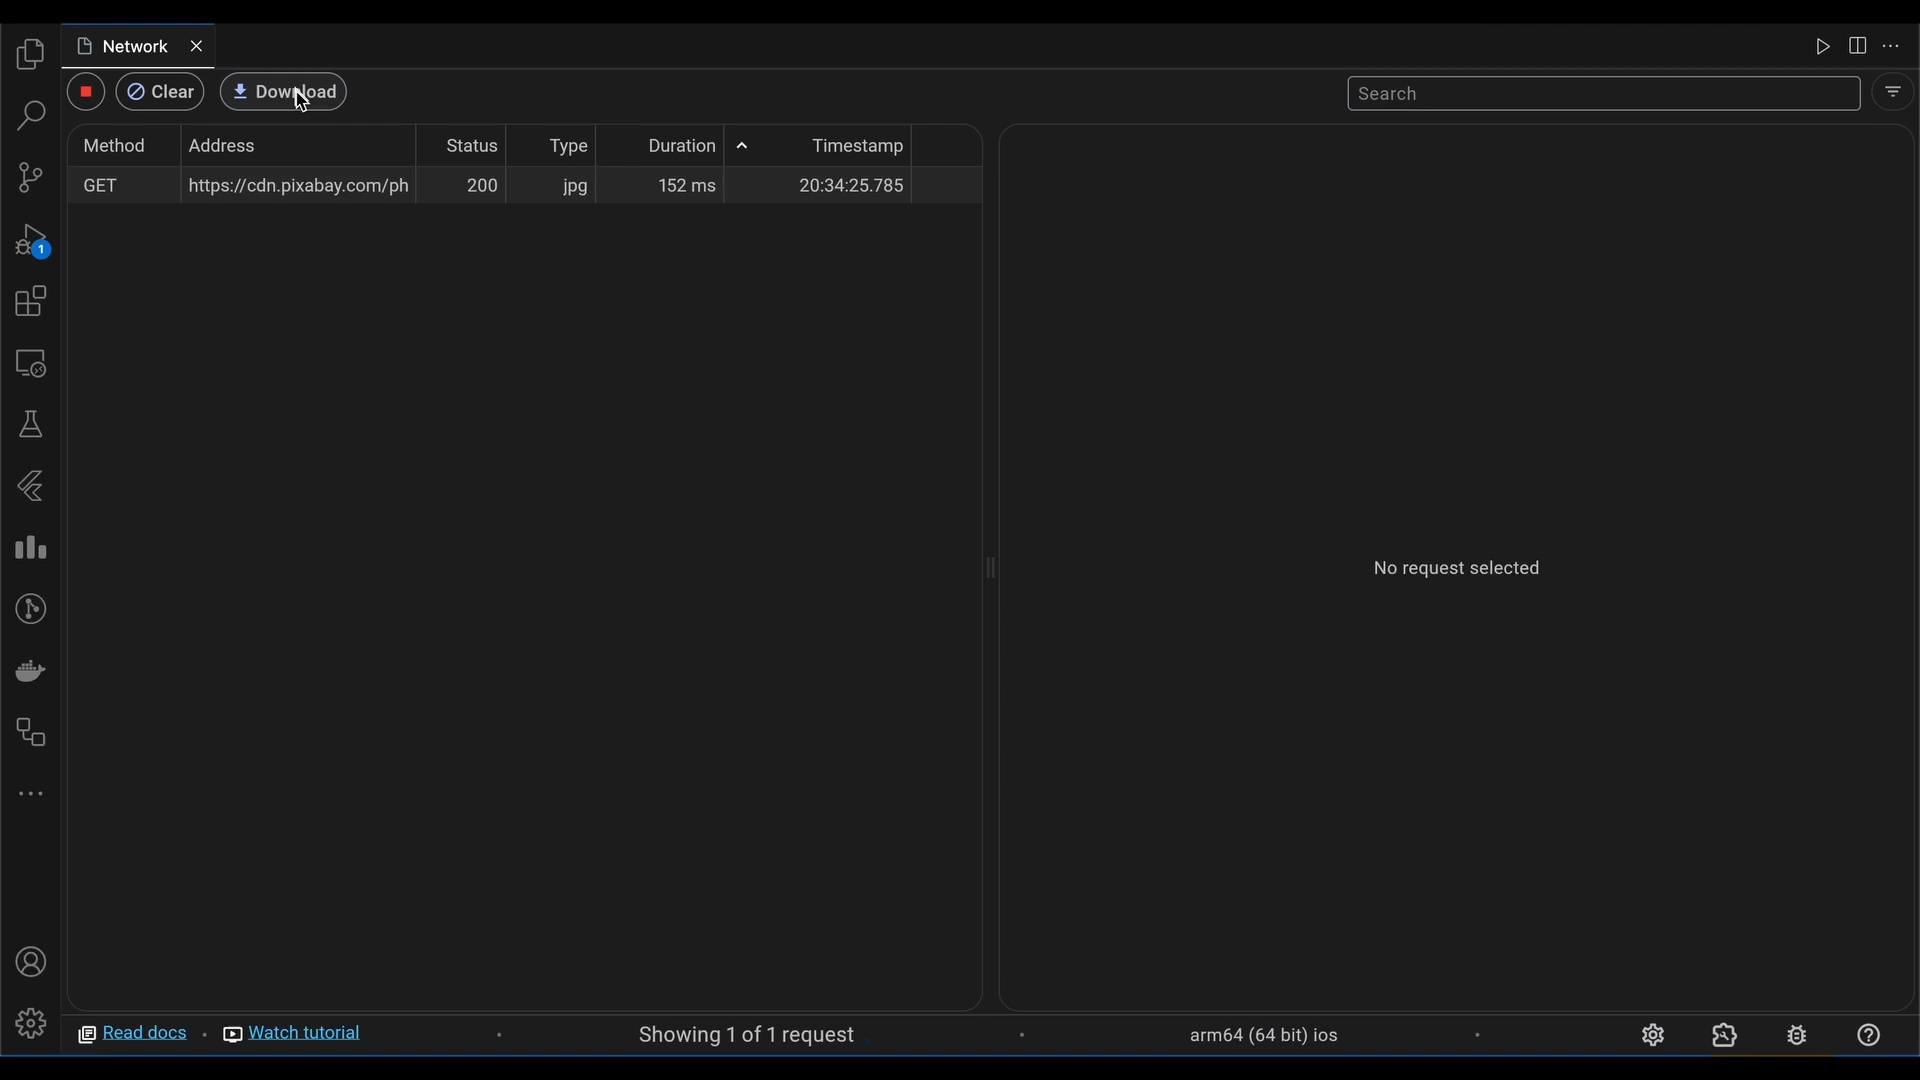 Network
Clear
Download
Search
Method Address Status Type Duration Timestamp
GET https://cdn.pixabay.com/ph 200 jpg 152 ms 20:34:25.785
1
No request selected
Read docs • Watch tutorial • Showing 1 of 1 request • arm64 (64 bit) ios •